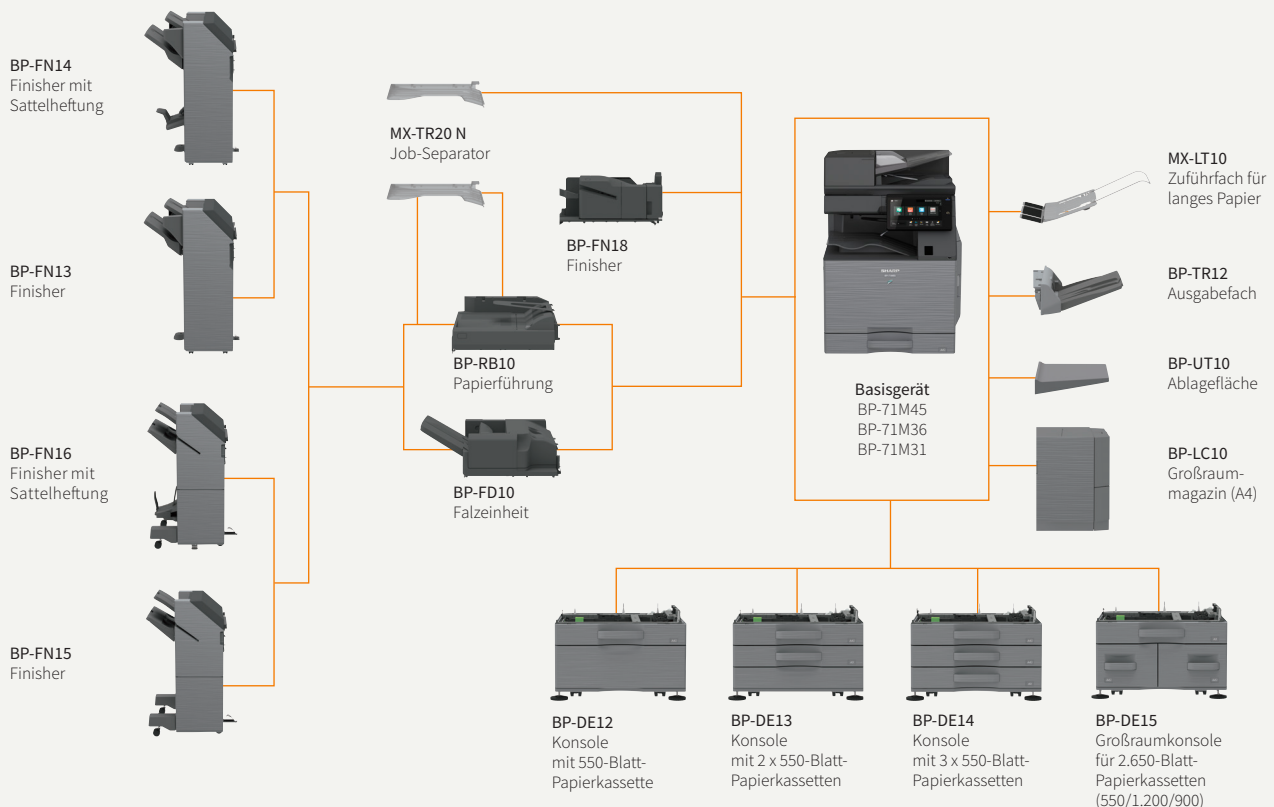 BP-FN14
Finisher mit
Sattelheftung
BP-FN13
Finisher
BP-FN16
Finisher mit
Sattelheftung
BP-FN15
Finisher
MX-TR20 N
Job-Separator
BP-FN18
Finisher
BP-RB10
Papierführung
BP-FD10
Falzeinheit
SHARP
Basisgerät
BP-71M45
BP-71M36
BP-71M31
MX-LT10
Zuführfach für
langes Papier
BP-TR12
Ausgabefach
BP-UT10
Ablagefläche
BP-LC10
Großraum-
magazin (A4)
BP-DE12
Konsole
mit 550-Blatt-
Papierkassette
BP-DE13
Konsole
mit 2 x 550-Blatt-
Papierkassetten
BP-DE14
Konsole
mit 3 x 550-Blatt-
Papierkassetten
BP-DE15
Großraumkonsole
für 2.650-Blatt-
Papierkassetten
(550/1.200/900)